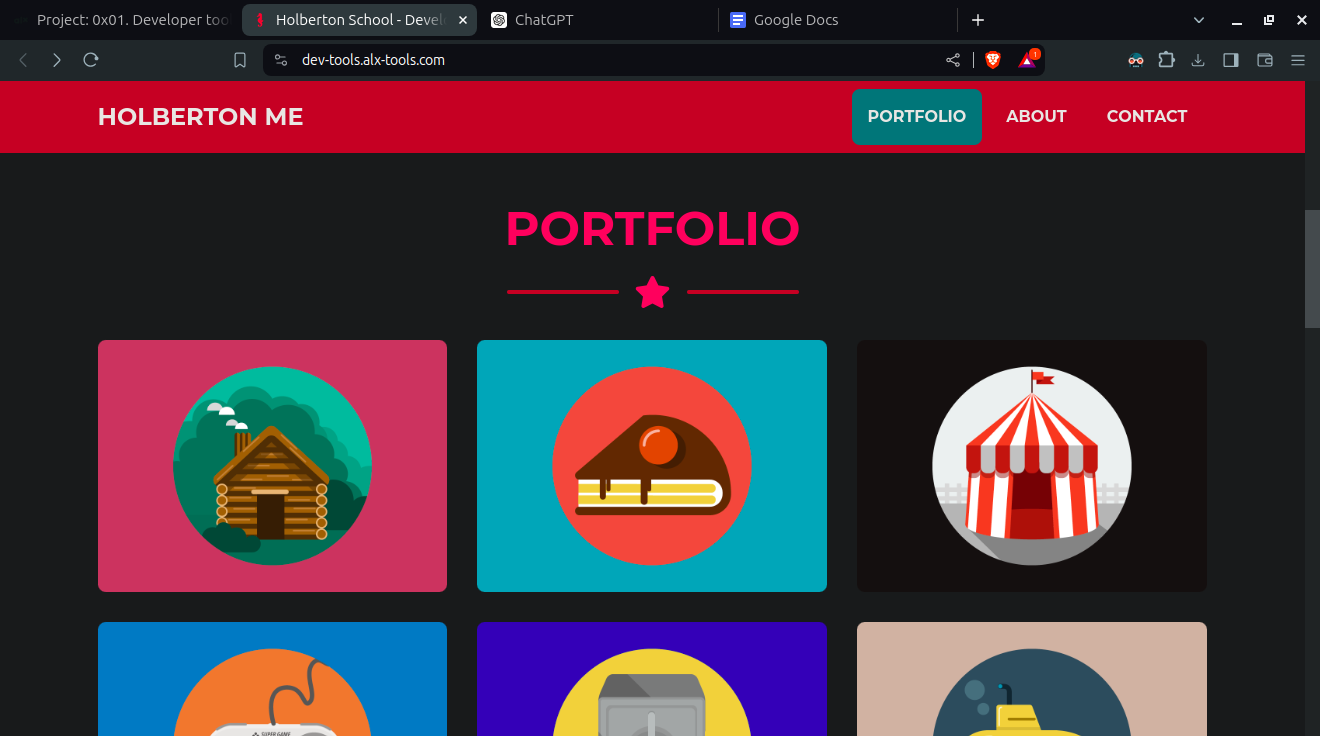 Project: 0x01. Developer too
Holberton School - Devel
ChatGPT
Google Docs
dev-tools.alx-tools.com
1
HOLBERTON ME
PORTFOLIO
ABOUT
CONTACT
PORTFOLIO
SUPER GAME